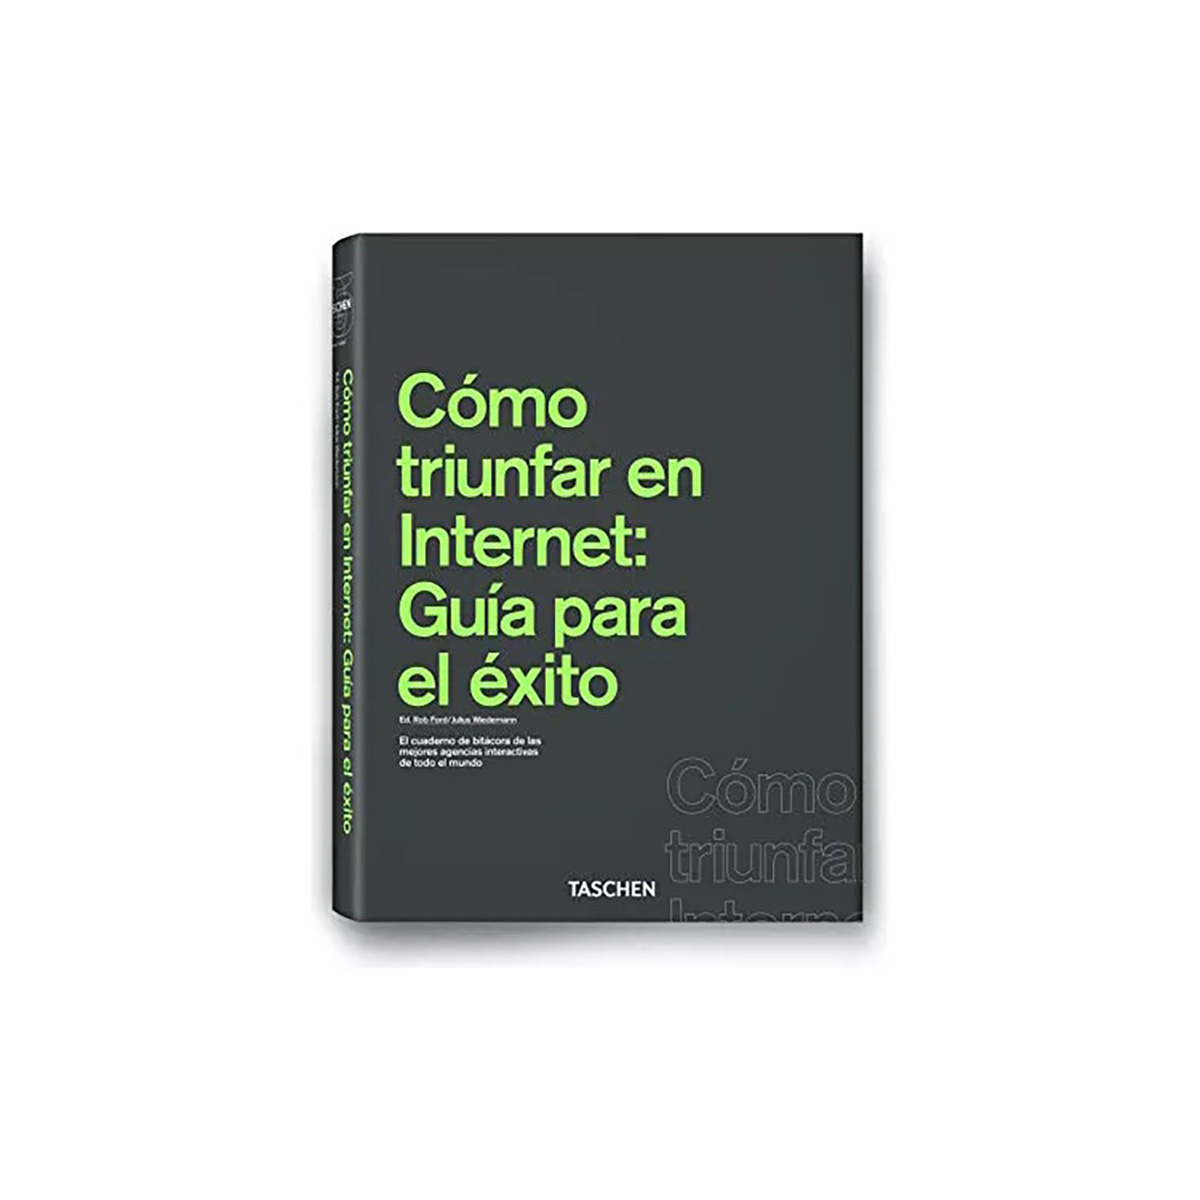 Cómo
triunfar en
Internet:
Guía para
el éxito
Ed. Rob Ford/Julius Wiedemann
El cuaderno de bitácora de las
mejores agencias interactivas
de todo el mundo
Cómo
triunfar
Interne
TASCHEN
Cómo triunfar en Internet: Guía para el éxito